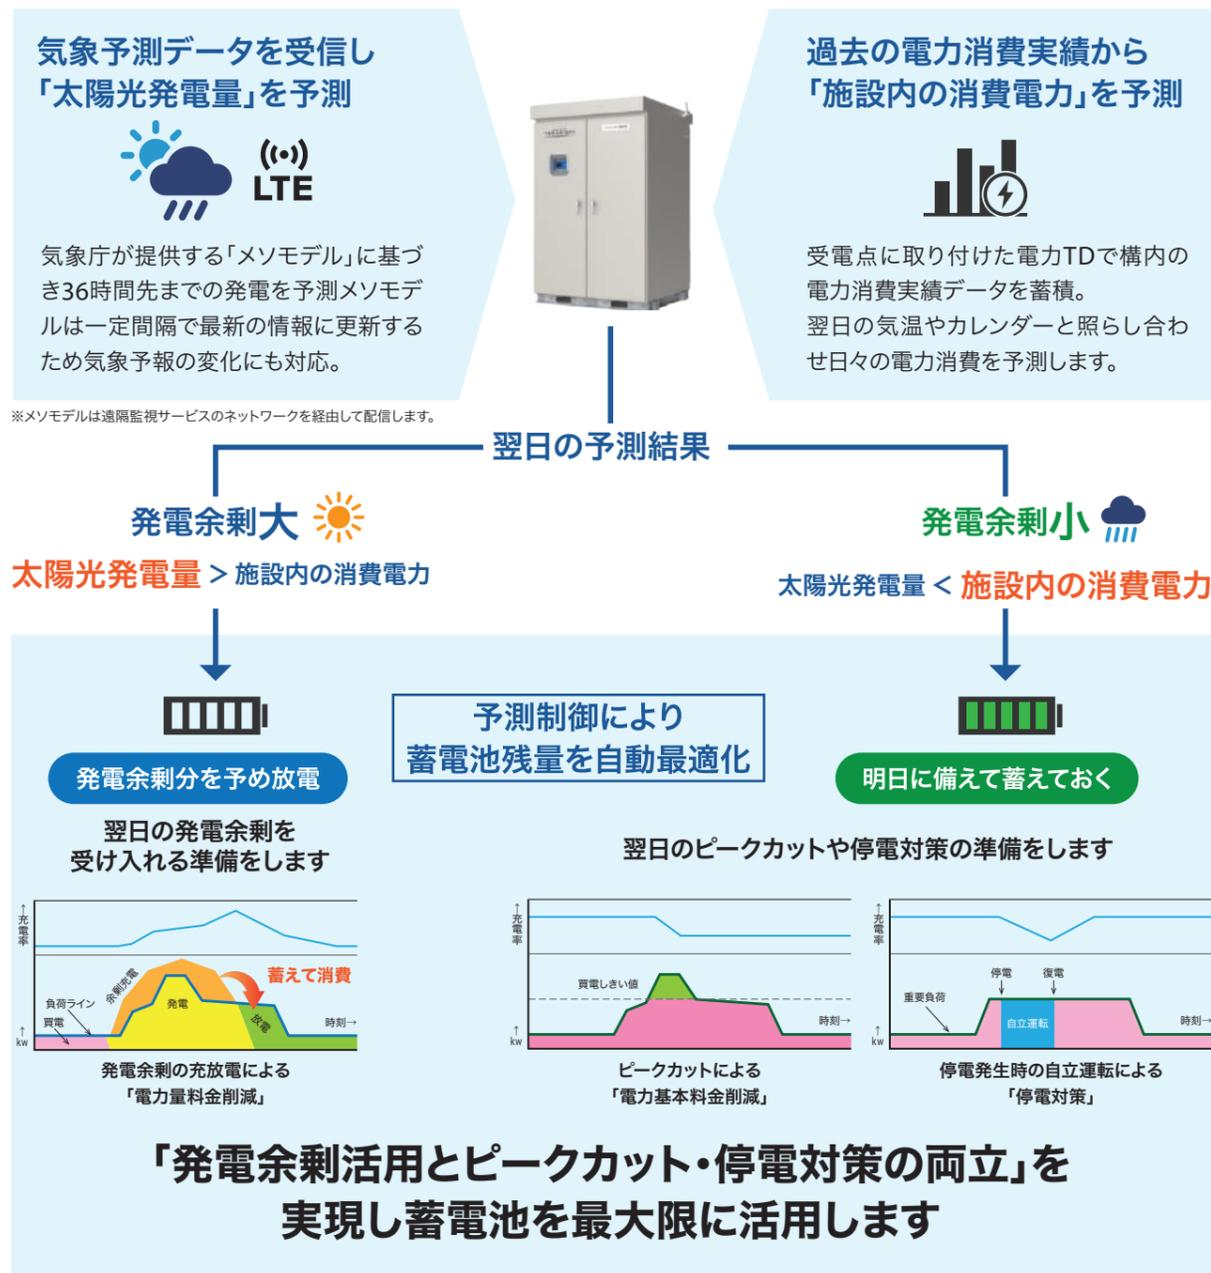 気象予測データを受信し
「太陽光発電量」を予測
LTE
気象庁が提供する「メソモデル」に基づ
き36時間先までの発電を予測メソモデ
ルは一定間隔で最新の情報に更新する
ため気象予報の変化にも対応。
※メソモデルは遠隔監視サービスのネットワークを経由して配信します。
過去の電力消費実績から
「施設内の消費電力」を予測
受電点に取り付けた電力TDで構内の
電力消費実績データを蓄積。
翌日の気温やカレンダーと照らし合わ
せ日々の電力消費を予測します。
翌日の予測結果
発電余剰大
太陽光発電量 > 施設内の消費電力
発電余剰小
太陽光発電量 < 施設内の消費電力
予測制御により
蓄電池残量を自動最適化
発電余剰分を予め放電
翌日の発電余剰を
受け入れる準備をします
明日に備えて蓄えておく
翌日のピークカットや停電対策の準備をします
↑充電率
余剰充電
蓄えて消費
負荷ライン
買電
発電
放電
時刻→
↑kw
発電余剰の充放電による
「電力量料金削減」
↑充電率
買電しきい値
時刻→
↑kw
ピークカットによる
「電力基本料金削減」
↑充電率
停電
復電
重要負荷
自立運転
時刻→
↑kw
停電発生時の自立運転による
「停電対策」
「発電余剰活用とピークカット・停電対策の両立」を
実現し蓄電池を最大限に活用します